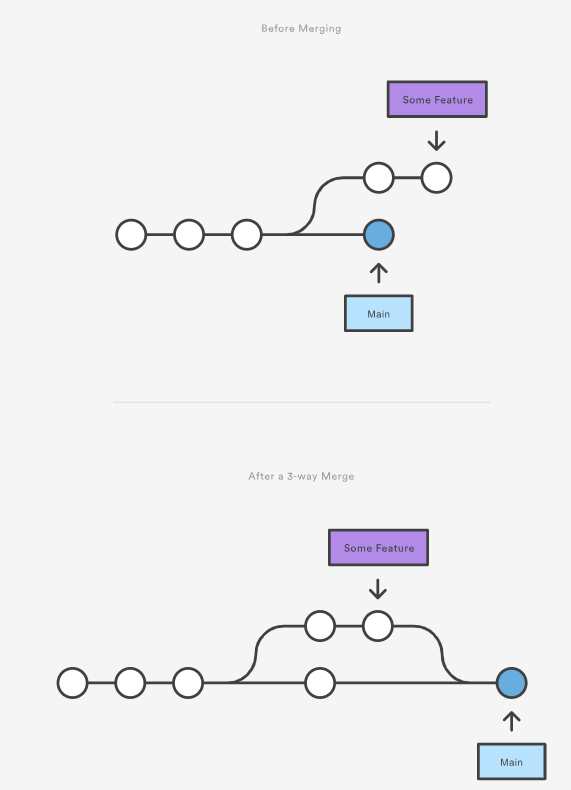 Before Merging
Some Feature
Main
After a 3-way Merge
Some Feature
Main